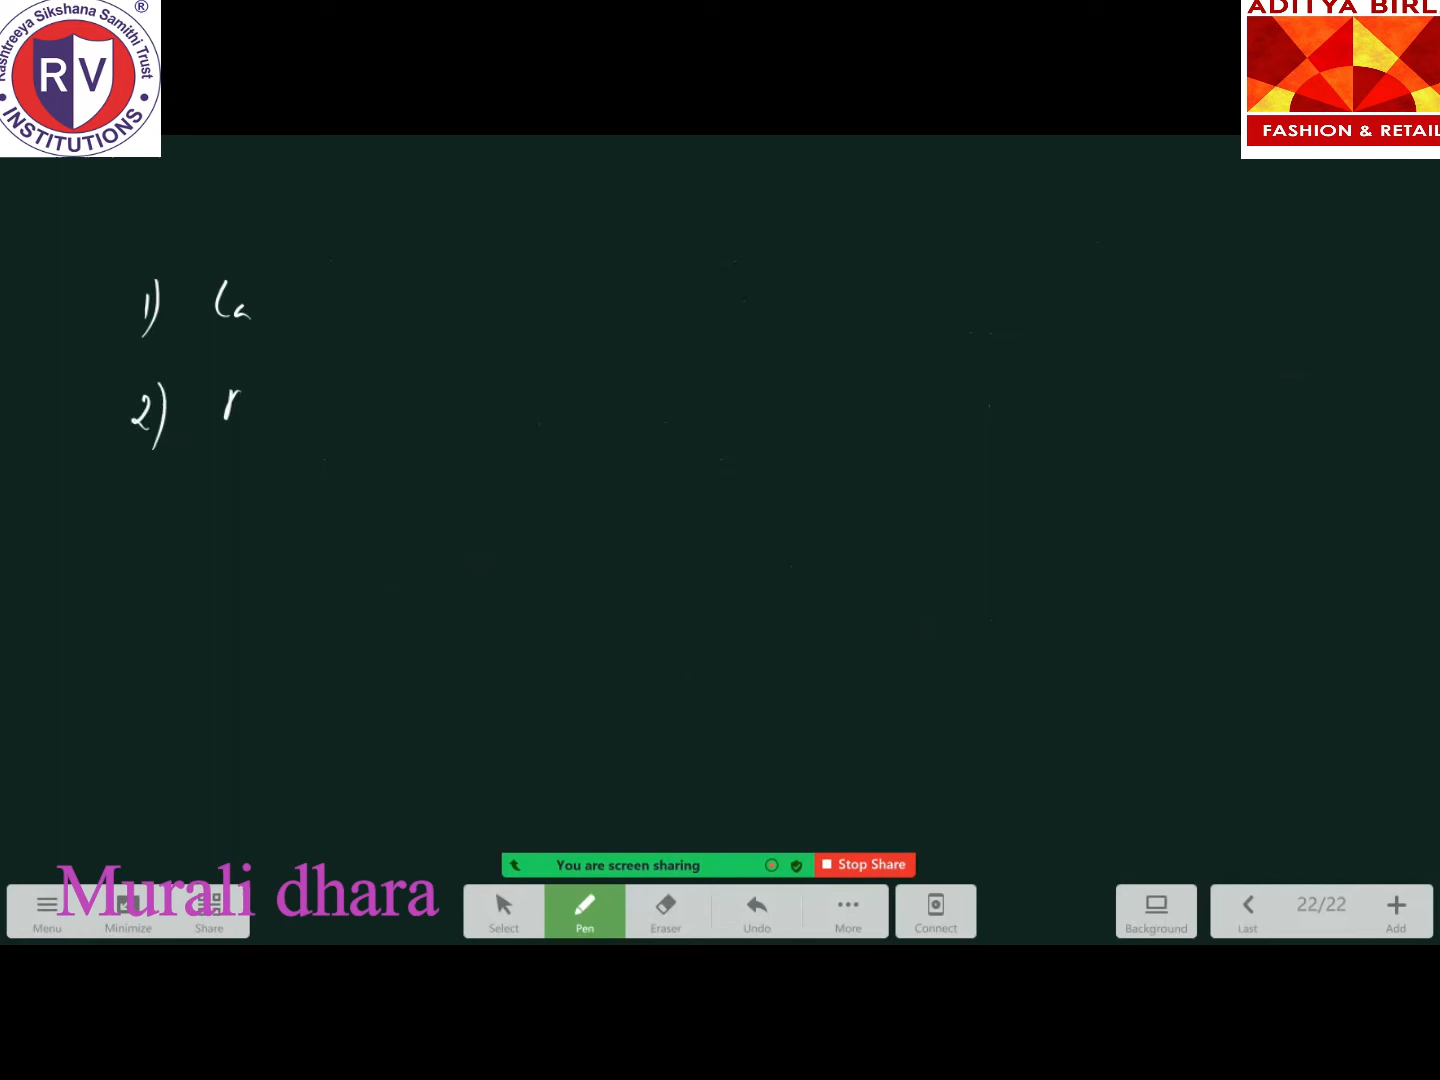 Rashtreeya Sikshana Samithi Trust
®
RV
• INSTITUTIONS •
ADITYA BIRL
FASHION & RETAIL
1) Ca
2)
You are screen sharing
Stop Share
Murali dhara
Menu
Minimize
Share
Select
Pen
Eraser
Undo
More
Connect
Background
Last
22/22
Add